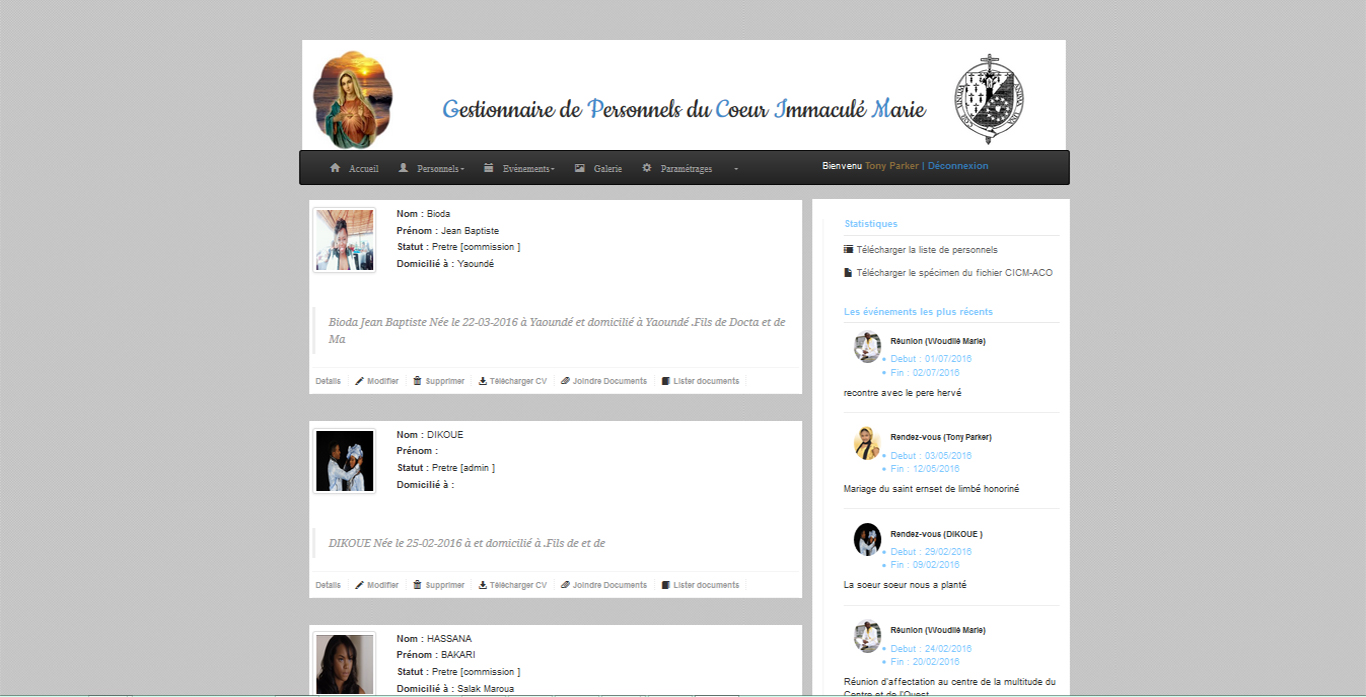 Gestionnaire de Personnels du Coeur Immaculé Marie
Accueil Personnels Evènements Galerie Paramétrages
Bienvenu Tony Parker | Déconnexion
Nom : Bioda
Prénom : Jean Baptiste
Statut : Pretre [commission ]
Domicilié à : Yaoundé
Bioda Jean Baptiste Née le 22-03-2016 à Yaoundé et domicilié à Yaoundé .Fils de Docta et de
Ma
Details Modifier Supprimer Télécharger CV Joindre Documents Lister documents
Nom : DIKOUE
Prénom :
Statut : Pretre [admin ]
Domicilié à :
DIKOUE Née le 25-02-2016 à et domicilié à .Fils de et de
Details Modifier Supprimer Télécharger CV Joindre Documents Lister documents
Nom : HASSANA
Prénom : BAKARI
Statut : Pretre [commission ]
Domicilié à : Salak Maroua
Statistiques
Télécharger la liste de personnels
Télécharger le spécimen du fichier CICM-ACO
Les évènements les plus récents
Réunion (Woudlié Marie)
Debut : 01/07/2016
Fin : 02/07/2016
recontre avec le pere hervé
Rendez-vous (Tony Parker)
Debut : 03/05/2016
Fin : 12/05/2016
Mariage du saint ernset de limbé honoriné
Rendez-vous (DIKOUE )
Debut : 29/02/2016
Fin : 09/02/2016
La soeur soeur nous a planté
Réunion (Woudlié Marie)
Debut : 24/02/2016
Fin : 20/02/2016
Réunion d'affectation au centre de la multitude du
Centre et de l'Ouest